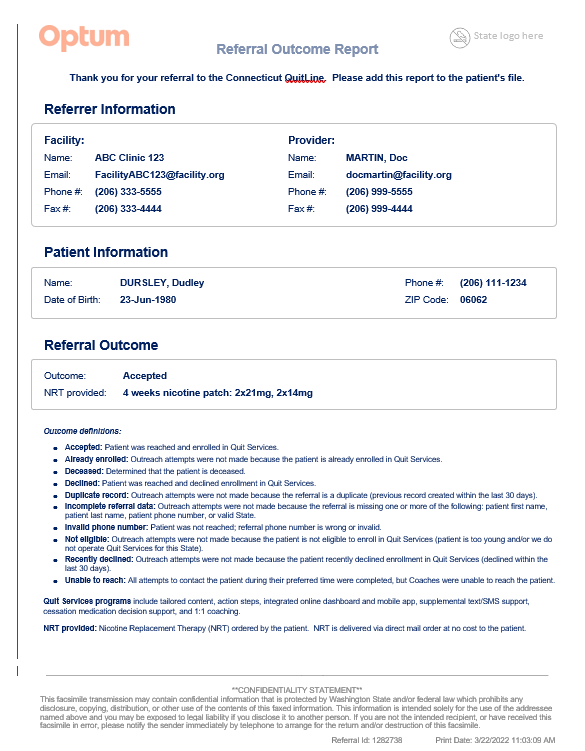 Optum
State logo here
Referral Outcome Report
Thank you for your referral to the Connecticut QuitLine. Please add this report to the patient's file.
Referrer Information
Facility:
Name: ABC Clinic 123
Email: FacilityABC123@facility.org
Phone #: (206) 333-5555
Fax #: (206) 333-4444
Provider:
Name: MARTIN, Doc
Email: docmartin@facility.org
Phone #: (206) 999-5555
Fax #: (206) 999-4444
Patient Information
Name: DURSLEY, Dudley
Date of Birth: 23-Jun-1980
Phone #: (206) 111-1234
ZIP Code: 06062
Referral Outcome
Outcome: Accepted
NRT provided: 4 weeks nicotine patch: 2x21mg, 2x14mg
Outcome definitions:
• Accepted: Patient was reached and enrolled in Quit Services.
• Already enrolled: Outreach attempts were not made because the patient is already enrolled in Quit Services.
• Deceased: Determined that the patient is deceased.
• Declined: Patient was reached and declined enrollment in Quit Services.
• Duplicate record: Outreach attempts were not made because the referral is a duplicate (previous record created within the last 30 days).
• Incomplete referral data: Outreach attempts were not made because the referral is missing one or more of the following: patient first name,
patient last name, patient phone number, or valid State.
• Invalid phone number: Patient was not reached; referral phone number is wrong or invalid.
• Not eligible: Outreach attempts were not made because the patient is not eligible to enroll in Quit Services (patient is too young and/or we do
not operate Quit Services for this State).
• Recently declined: Outreach attempts were not made because the patient recently declined enrollment in Quit Services (declined within the
last 30 days).
• Unable to reach: All attempts to contact the patient during their preferred time were completed, but Coaches were unable to reach the patient.
Quit Services programs include tailored content, action steps, integrated online dashboard and mobile app, supplemental text/SMS support,
cessation medication decision support, and 1:1 coaching.
NRT provided: Nicotine Replacement Therapy (NRT) ordered by the patient. NRT is delivered via direct mail order at no cost to the patient.
**CONFIDENTIALITY STATEMENT**
This facsimile transmission may contain confidential information that is protected by Washington State and/or federal law which prohibits any
disclosure, copying, distribution, or other use of the contents of this faxed information. This information is intended solely for the use of the addressee
named above and you may be exposed to legal liability if you disclose it to another person. If you are not the intended recipient, or have received this
facsimile in error, please notify the sender immediately by telephone to arrange for the return and/or destruction of this facsimile.
Referral Id: 1282738 Print Date: 3/22/2022 11:03:09 AM